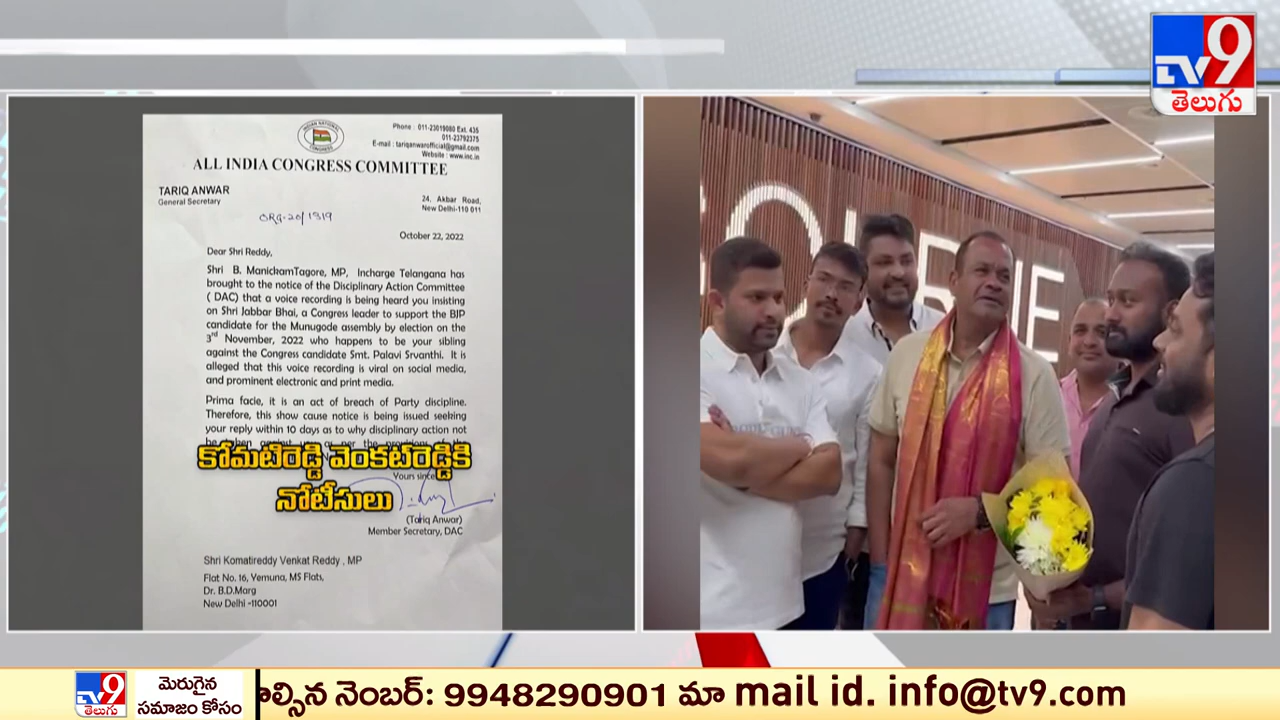 TV9
తెలుగు
INDIAN NATIONAL
CONGRESS
Phone : 011-23019080 Ext. 435
011-23792375
E-mail : tariqanwarofficial@gmail.com
Website : www.inc.in
ALL INDIA CONGRESS COMMITTEE
TARIQ ANWAR
General Secretary
24, Akbar Road,
New Delhi-110 011
ORG-20/1319
October 22, 2022
Dear Shri Reddy,
Shri B. ManickamTagore, MP, Incharge Telangana has
brought to the notice of the Disciplinary Action Committee
( DAC) that a voice recording is being heard you insisting
on Shri Jabbar Bhai, a Congress leader to support the BJP
candidate for the Munugode assembly by election on the
3rd November, 2022 who happens to be your sibling
against the Congress candidate Smt. Palavi Srvanthi. It is
alleged that this voice recording is viral on social media,
and prominent electronic and print media.
Prima facie, it is an act of breach of Party discipline.
Therefore, this show cause notice is being issued seeking
your reply within 10 days as to why disciplinary action not
కోమటిరెడ్డి వెంకట్‌రెడ్డికి
నోటీసులు
Yours since
(Tariq Anwar)
Member Secretary, DAC
Shri Komatireddy Venkat Reddy , MP
Flat No. 16, Yemuna, MS Flats,
Dr. B.D.Marg
New Delhi -110001
TV9
తెలుగు
మెరుగైన
సమాజం కోసం
ాల్సిన నెంబర్: 9948290901 మా mail id. info@tv9.com